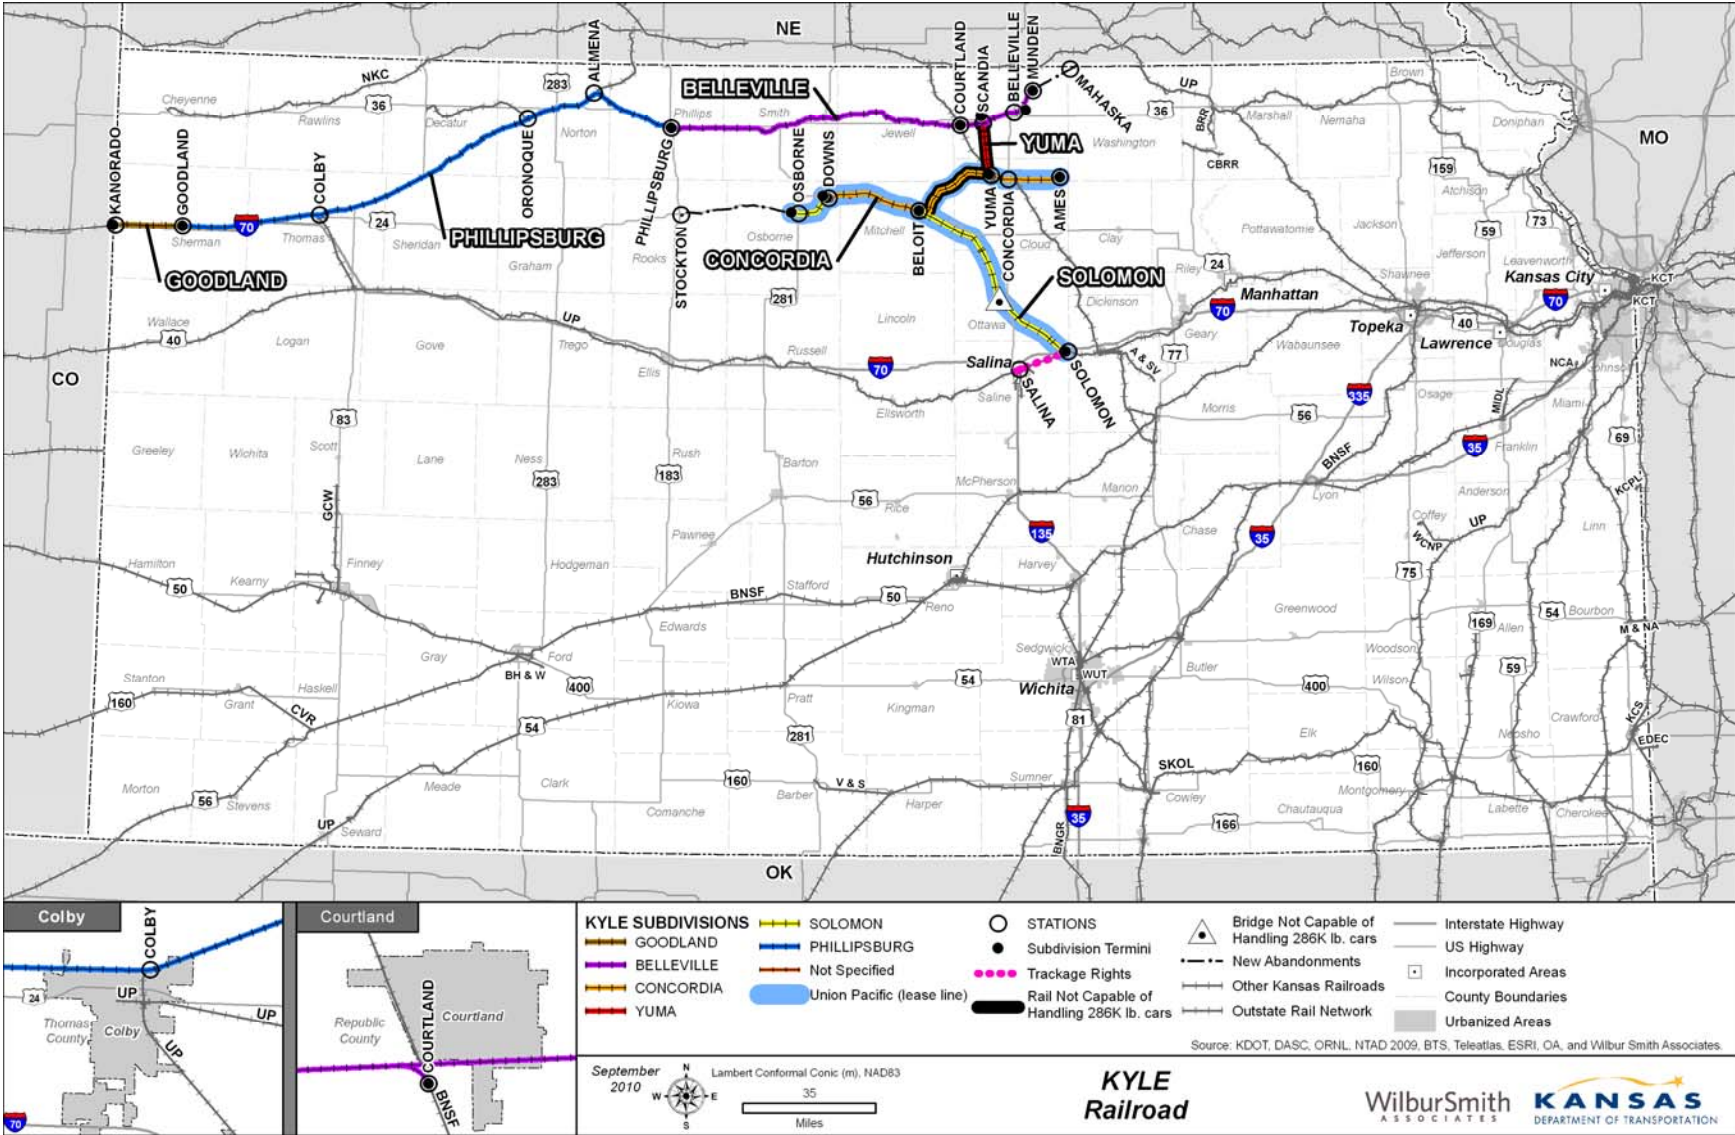 NE
NKC
36
Cheyenne
Rawlins
Decatur
283
Norton
ALMENA
ORONOQUE
Phillips
BELLEVILLE
Smith
Jewell
COURTLAND
SCANDIA
BELLEVILLE
MUNDEN
MAHASKA
UP
36
Washington
BRR
CBRR
Marshall
Nemaha
Brown
Doniphan
MO
KANORADO
GOODLAND
COLBY
70
Sherman
Thomas
24
Sheridan
PHILLIPSBURG
GOODLAND
Graham
PHILLIPSBURG
Rooks
STOCKTON
OSBORNE
DOWNS
Osborne
281
CONCORDIA
Mitchell
BELOIT
YUMA
YUMA
CONCORDIA
AMES
Cloud
Clay
SOLOMON
Riley
24
Pottawatomie
Jackson
159
Atchison
73
59
Jefferson
Leavenworth
Kansas City
KCT
KCT
70
Manhattan
70
Geary
Dickinson
Ottawa
Lincoln
Shawnee
Topeka
40
Lawrence
Douglas
Johnson
Wabaunsee
Wallace
40
Logan
Gove
UP
Trego
Ellis
Russell
70
Ellsworth
Salina
SALINA
Saline
SOLOMON
A & SV
77
Morris
56
335
Osage
MIDL
NCA
Miami
35
Franklin
69
CO
83
Greeley
Wichita
Scott
Lane
Ness
283
Rush
183
Barton
56
Rice
McPherson
Marion
BNSF
Lyon
Anderson
Linn
KCPL
GCW
Pawnee
135
Chase
35
Coffey
WCNP
UP
Hamilton
50
Kearny
Finney
Hodgeman
BNSF
Stafford
50
Hutchinson
Reno
Harvey
75
Greenwood
169
Allen
54
Bourbon
M & NA
Edwards
Gray
Ford
BH & W
400
Sedgwick
WTA
WUT
Wichita
Butler
Woodson
59
Stanton
160
Grant
Haskell
CVR
Kiowa
Pratt
54
Kingman
400
Wilson
54
281
81
Elk
Neosho
Crawford
KCS
EDEC
Morton
56
Stevens
Meade
Clark
160
Comanche
Barber
V & S
Harper
Sumner
SKOL
Cowley
160
Montgomery
Labette
Cherokee
UP
Seward
35
BNGR
166
Chautauqua
OK
Colby
COLBY
24
UP
UP
UP
Thomas
County
Colby
70
Courtland
COURTLAND
Republic
County
Courtland
BNSF
KYLE SUBDIVISIONS
GOODLAND
BELLEVILLE
CONCORDIA
YUMA
SOLOMON
PHILLIPSBURG
Not Specified
Union Pacific (lease line)
STATIONS
Subdivision Termini
Trackage Rights
Rail Not Capable of
Handling 286K lb. cars
Bridge Not Capable of
Handling 286K lb. cars
New Abandonments
Other Kansas Railroads
Outstate Rail Network
Interstate Highway
US Highway
Incorporated Areas
County Boundaries
Urbanized Areas
Source: KDOT, DASC, ORNL, NTAD 2009, BTS, Teleatlas, ESRI, OA, and Wilbur Smith Associates.
September
2010
N
W
E
S
Lambert Conformal Conic (m), NAD83
35
Miles
KYLE
Railroad
WilburSmith
ASSOCIATES
KANSAS
DEPARTMENT OF TRANSPORTATION